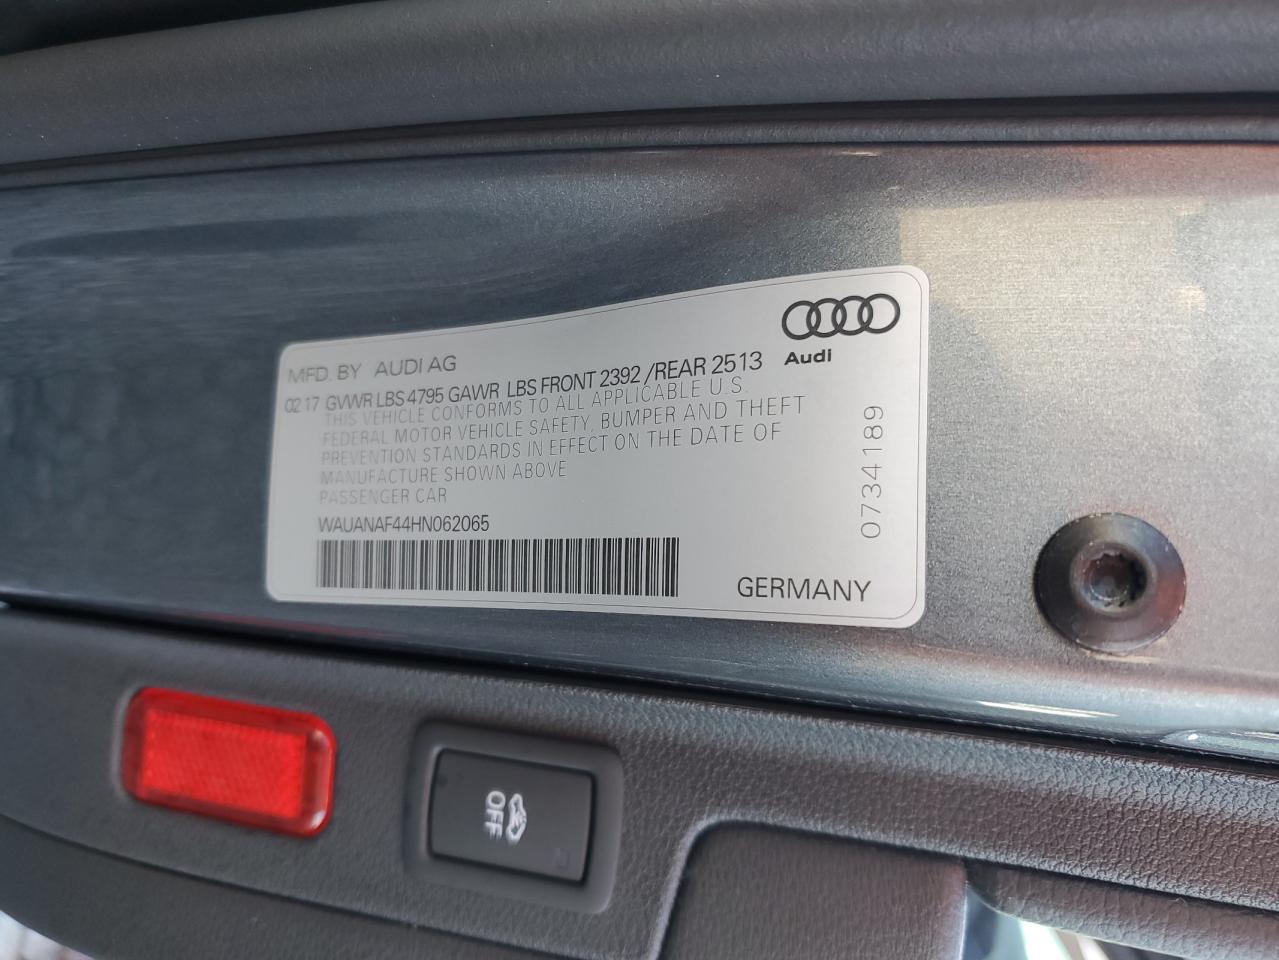 MFD. BY AUDI AG
Audi
02 17 GVWR LBS 4795 GAWR LBS FRONT 2392 /REAR 2513
THIS VEHICLE CONFORMS TO ALL APPLICABLE U.S.
FEDERAL MOTOR VEHICLE SAFETY, BUMPER AND THEFT
PREVENTION STANDARDS IN EFFECT ON THE DATE OF
MANUFACTURE SHOWN ABOVE
PASSENGER CAR
WAUANAF44HN062065
GERMANY
0734189
OFF